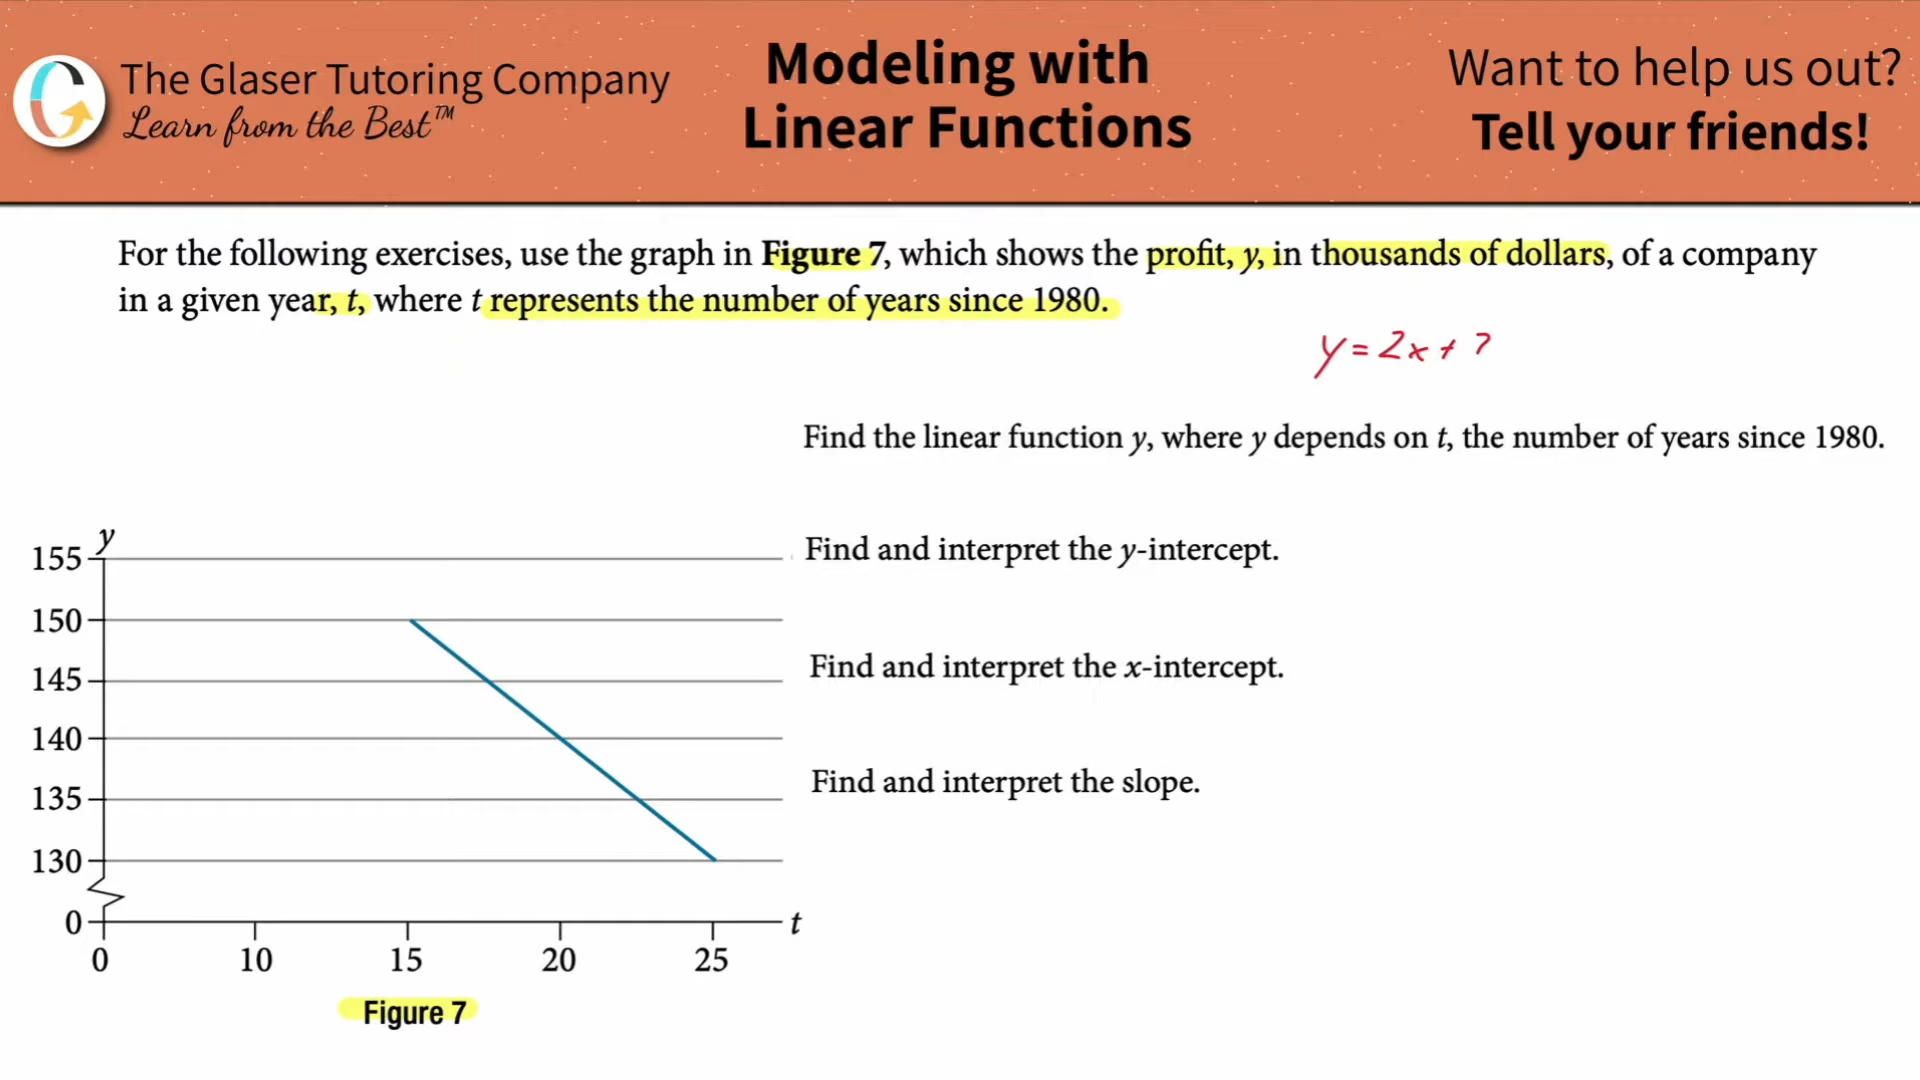 The Glaser Tutoring Company
Learn from the Best™
Modeling with
Linear Functions
Want to help us out?
Tell your friends!
For the following exercises, use the graph in Figure 7, which shows the profit, y, in thousands of dollars, of a company
in a given year, t, where t represents the number of years since 1980.
y = 2x + ?
Find the linear function y, where y depends on t, the number of years since 1980.
Find and interpret the y-intercept.
Find and interpret the x-intercept.
Find and interpret the slope.
y
155
150
145
140
135
130
0
t
0 10 15 20 25
Figure 7